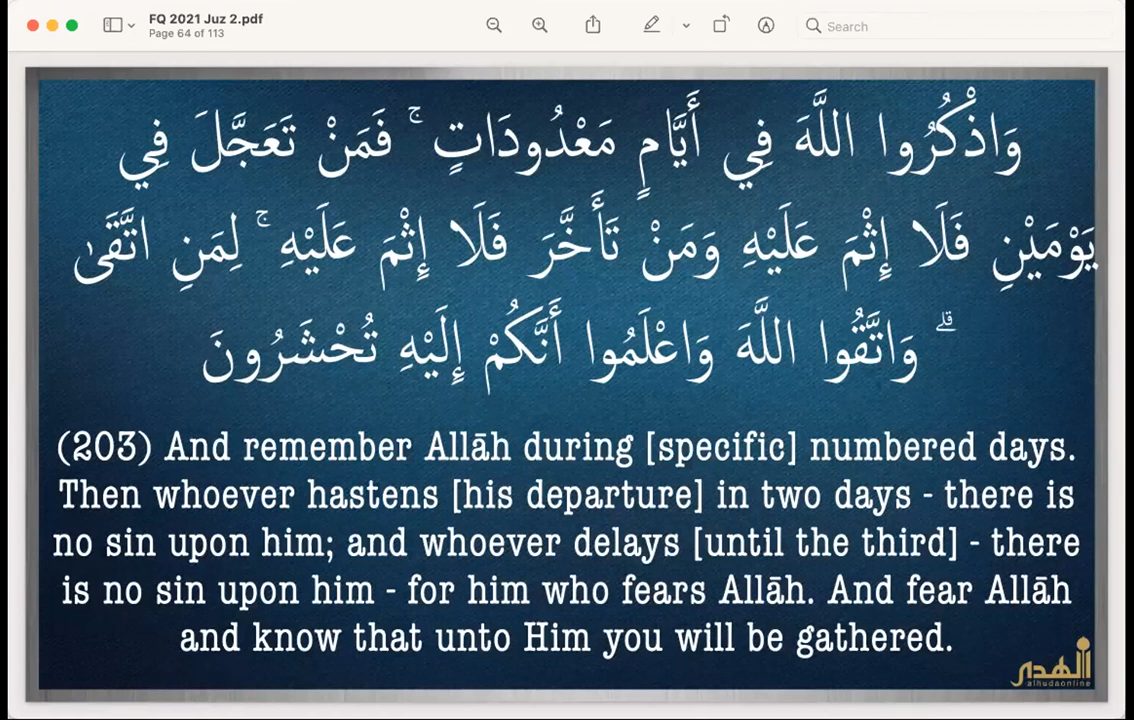 FQ 2021 Juz 2.pdf
Page 64 of 113
Search
وَاذْكُرُوا اللَّهَ فِي أَيَّامٍ مَعْدُودَاتٍ ۚ فَمَنْ تَعَجَّلَ فِي
يَوْمَيْنِ فَلَا إِثْمَ عَلَيْهِ وَمَنْ تَأَخَّرَ فَلَا إِثْمَ عَلَيْهِ ۚ لِمَنِ اتَّقَىٰ
ۗ وَاتَّقُوا اللَّهَ وَاعْلَمُوا أَنَّكُمْ إِلَيْهِ تُحْشَرُونَ
(203) And remember Allāh during [specific] numbered days.
Then whoever hastens [his departure] in two days - there is
no sin upon him; and whoever delays [until the third] - there
is no sin upon him - for him who fears Allāh. And fear Allāh
and know that unto Him you will be gathered.
الهدى
alhudaonline